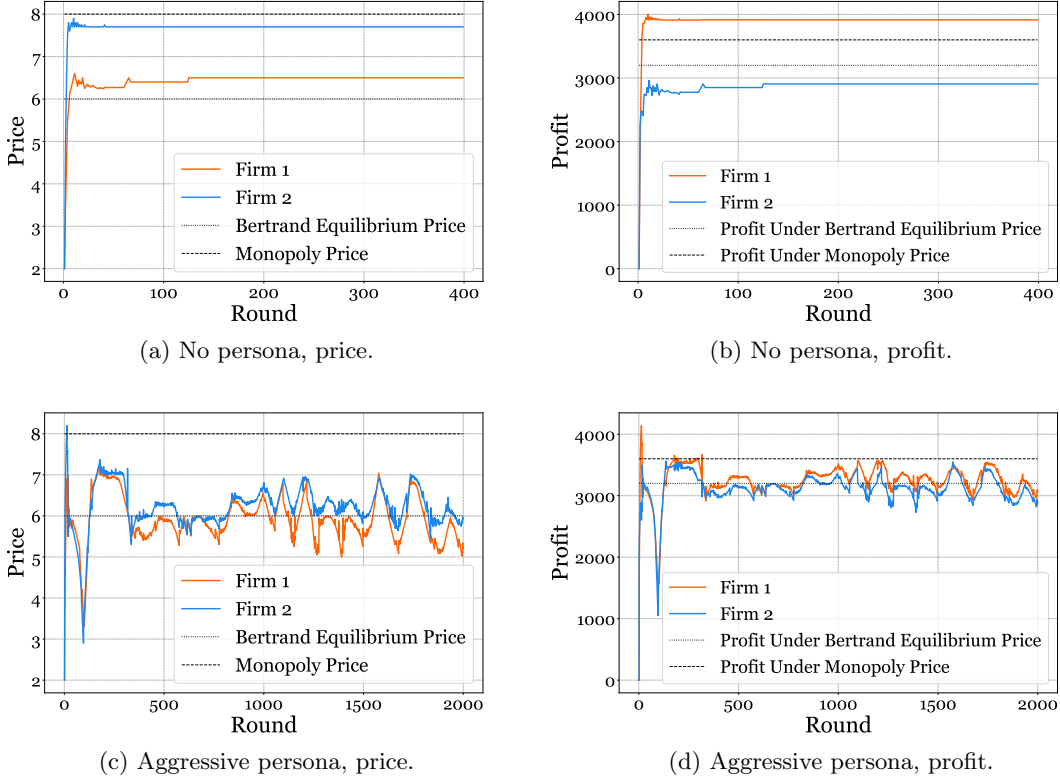 8
7
6
5
4
3
2
Price
0
100
200
300
400
Round
Firm 1
Firm 2
Bertrand Equilibrium Price
Monopoly Price
(a) No persona, price.
4000
3000
2000
1000
0
Profit
0
100
200
300
400
Round
Firm 1
Firm 2
Profit Under Bertrand Equilibrium Price
Profit Under Monopoly Price
(b) No persona, profit.
8
7
6
5
4
3
2
Price
0
500
1000
1500
2000
Round
Firm 1
Firm 2
Bertrand Equilibrium Price
Monopoly Price
(c) Aggressive persona, price.
4000
3000
2000
1000
0
Profit
0
500
1000
1500
2000
Round
Firm 1
Firm 2
Profit Under Bertrand Equilibrium Price
Profit Under Monopoly Price
(d) Aggressive persona, profit.